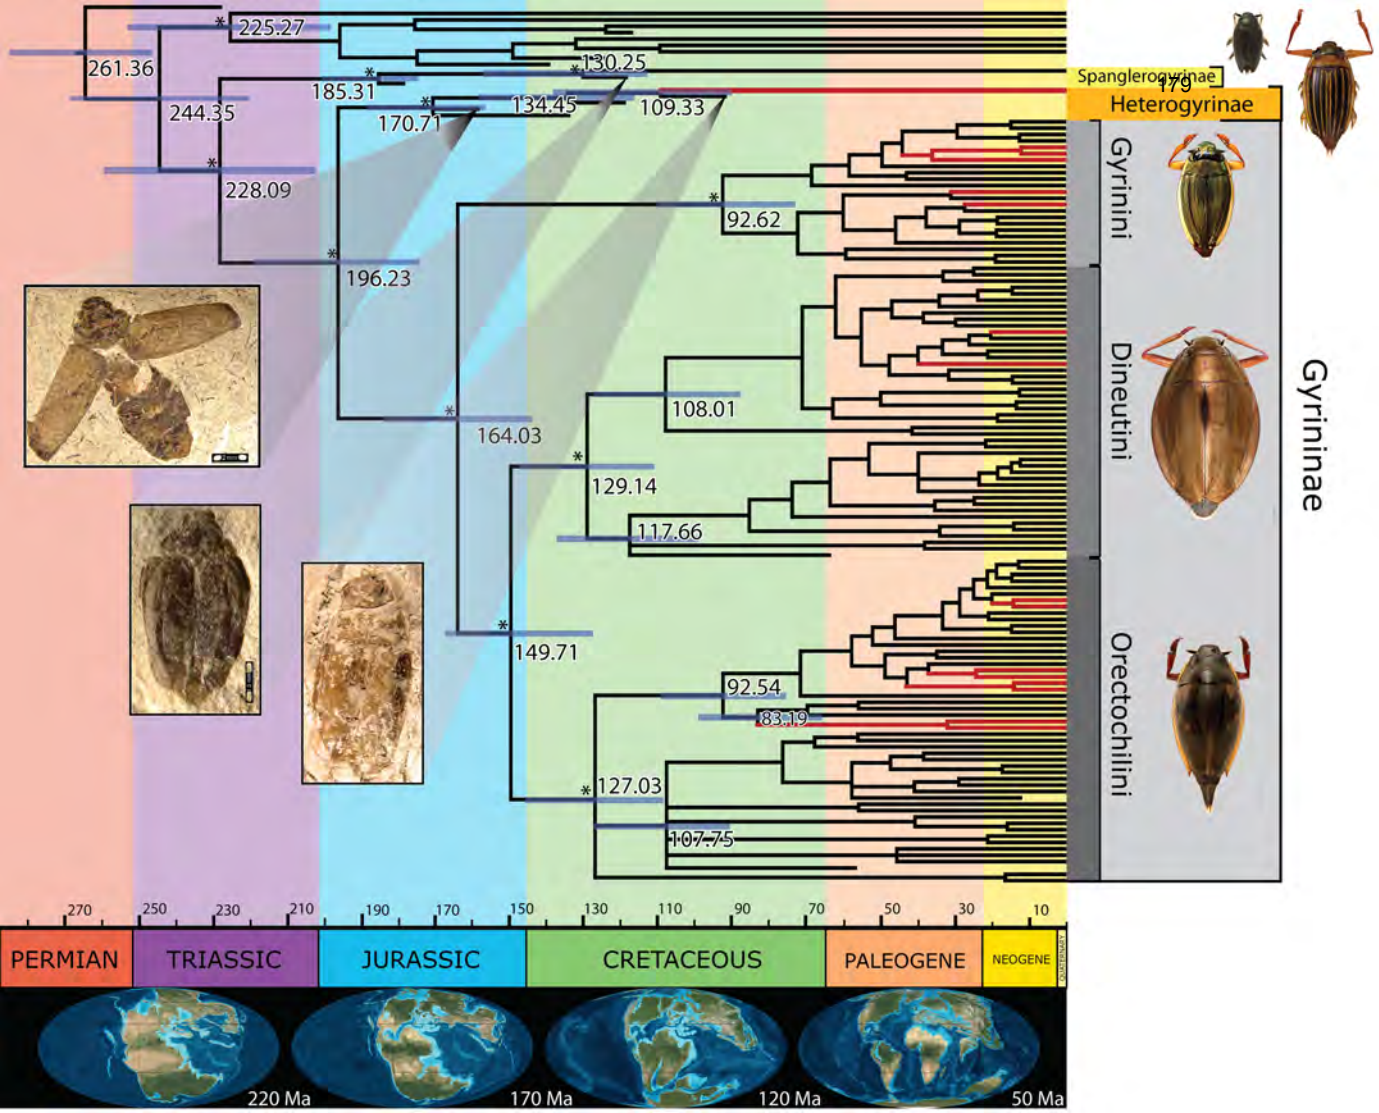 225.27
261.36
130.25
185.31
134.45
109.33
170.71
244.35
228.09
92.62
196.23
108.01
164.03
129.14
117.66
149.71
92.54
83.19
127.03
107.75
Spanglerogyrinae
179
Heterogyrinae
Gyrinini
Dineutini
Orectochilini
Gyrininae
270 250 230 210 190 170 150 130 110 90 70 50 30 10
PERMIAN TRIASSIC JURASSIC CRETACEOUS PALEOGENE NEOGENE QUATERNARY
220 Ma 170 Ma 120 Ma 50 Ma